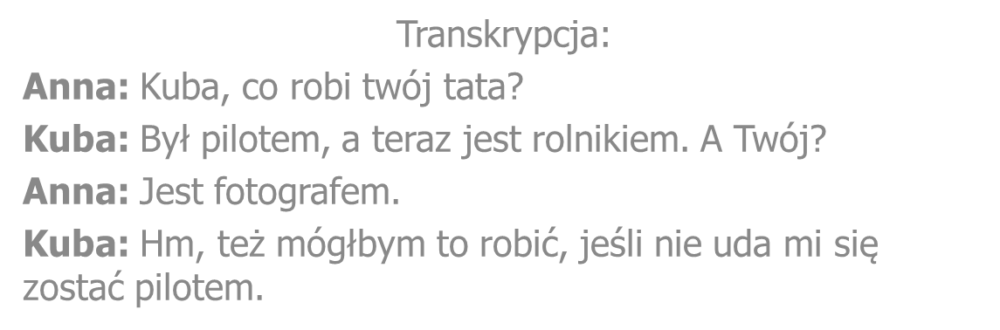 Transkrypcja:
Anna: Kuba, co robi twój tata?
Kuba: Był pilotem, a teraz jest rolnikiem. A Twój?
Anna: Jest fotografem.
Kuba: Hm, też mógłbym to robić, jeśli nie uda mi się
zostać pilotem.